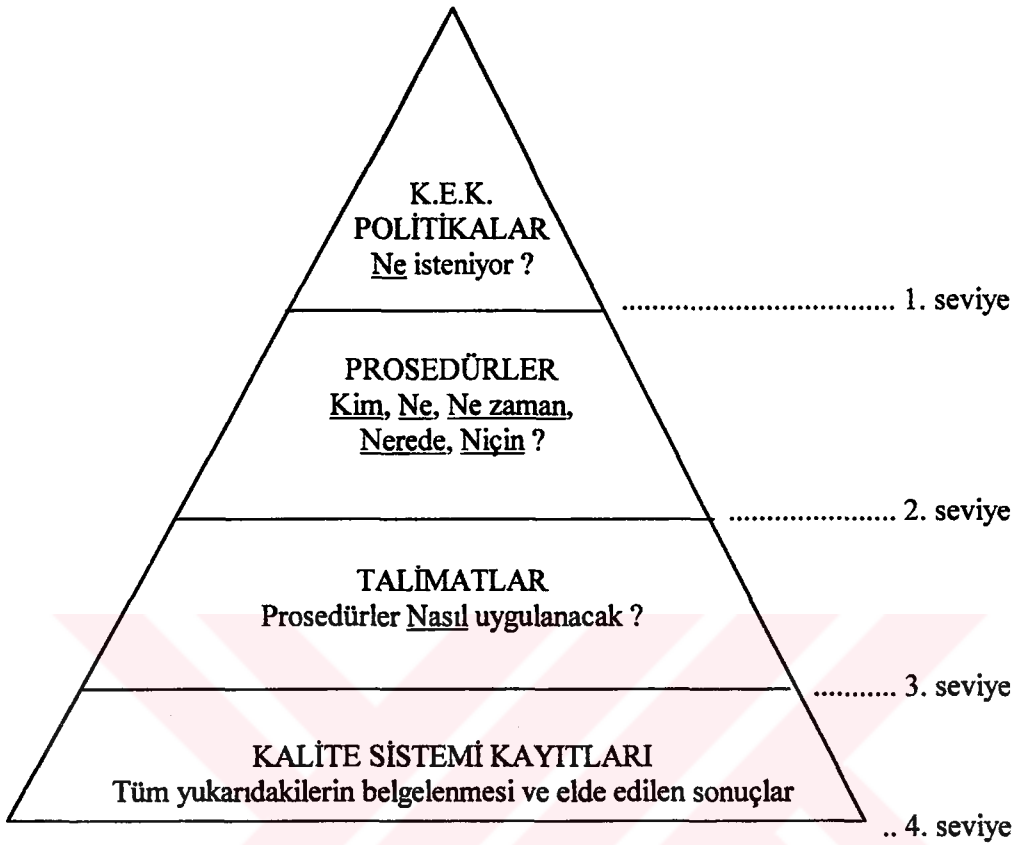 K.E.K.
POLİTİKALAR
Ne isteniyor ?
.............................. 1. seviye
PROSEDÜRLER
Kim, Ne, Ne zaman,
Nerede, Niçin ?
...................... 2. seviye
TALİMATLAR
Prosedürler Nasıl uygulanacak ?
........... 3. seviye
KALİTE SİSTEMİ KAYITLARI
Tüm yukarıdakilerin belgelenmesi ve elde edilen sonuçlar
.. 4. seviye